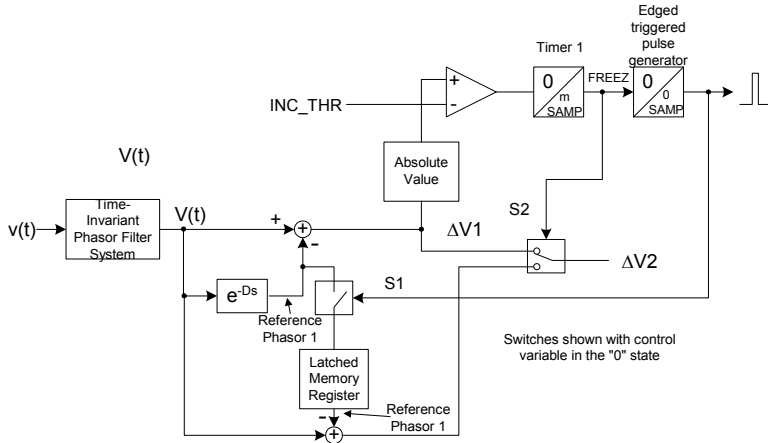 Edged
triggered
pulse
generator
Timer 1
0
m
SAMP
FREEZ
0
0
SAMP
+
-
INC_THR
Absolute
Value
V(t)
S2
v(t)
Time-
Invariant
Phasor Filter
System
V(t)
+
+
-
ΔV1
ΔV2
e-Ds
S1
Reference
Phasor 1
Switches shown with control
variable in the "0" state
Latched
Memory
Register
-
+
Reference
Phasor 1